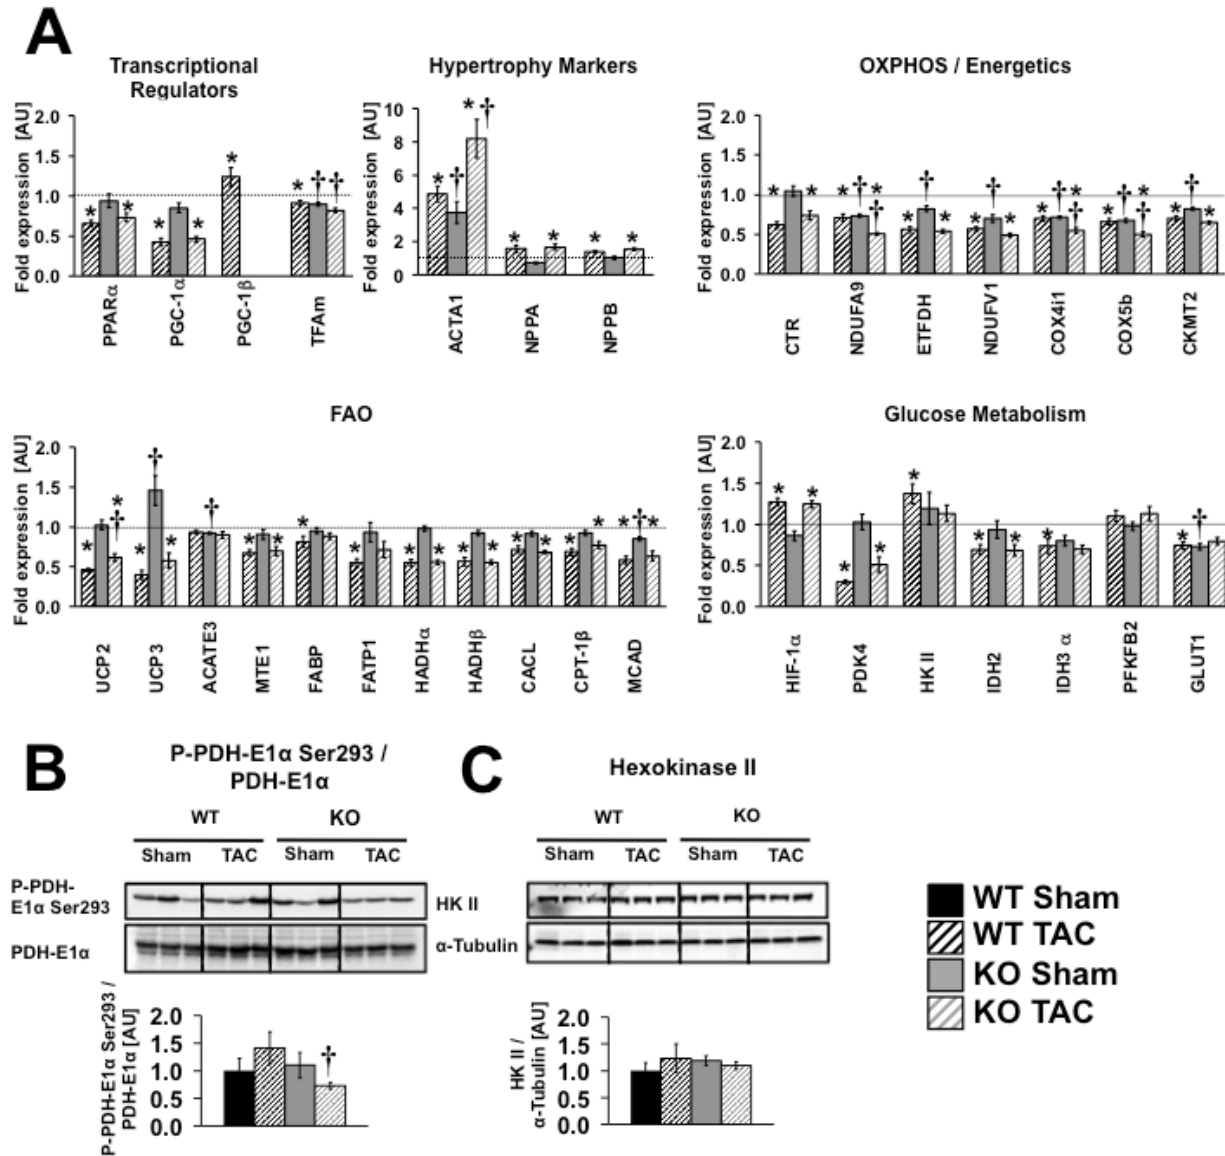 A
Transcriptional
Regulators
Fold expression [AU]
2.0
1.5
1.0
0.5
0.0
* * * * * * † †
PPARα
PGC-1α
PGC-1β
TFAm
Hypertrophy Markers
Fold expression [AU]
10
8
6
4
2
0
* † * † * * * *
ACTA1
NPPA
NPPB
OXPHOS / Energetics
Fold expression [AU]
2.0
1.5
1.0
0.5
0.0
* * * † * † * † * * † * * † * † * † * † * † *
CTR
NDUFA9
ETFDH
NDUFV1
COX4i1
COX5b
CKMT2
FAO
Fold expression [AU]
2.0
1.5
1.0
0.5
0.0
* * † * † * † * * * * * * * * * * * * * † *
UCP2
UCP3
ACATE3
MTE1
FABP
FATP1
HADHα
HADHβ
CACL
CPT-1β
MCAD
Glucose Metabolism
Fold expression [AU]
2.0
1.5
1.0
0.5
0.0
* * * * * * * * * †
HIF-1α
PDK4
HK II
IDH2
IDH3 α
PFKFB2
GLUT1
B
P-PDH-E1α Ser293 /
PDH-E1α
WT KO
Sham TAC Sham TAC
P-PDH-
E1α Ser293
PDH-E1α
P-PDH-E1α Ser293 /
PDH-E1α [AU]
2.0
1.5
1.0
0.5
0.0
†
C
Hexokinase II
WT KO
Sham TAC Sham TAC
HK II
α-Tubulin
HK II /
α-Tubulin [AU]
2.0
1.5
1.0
0.5
0.0
WT Sham
WT TAC
KO Sham
KO TAC